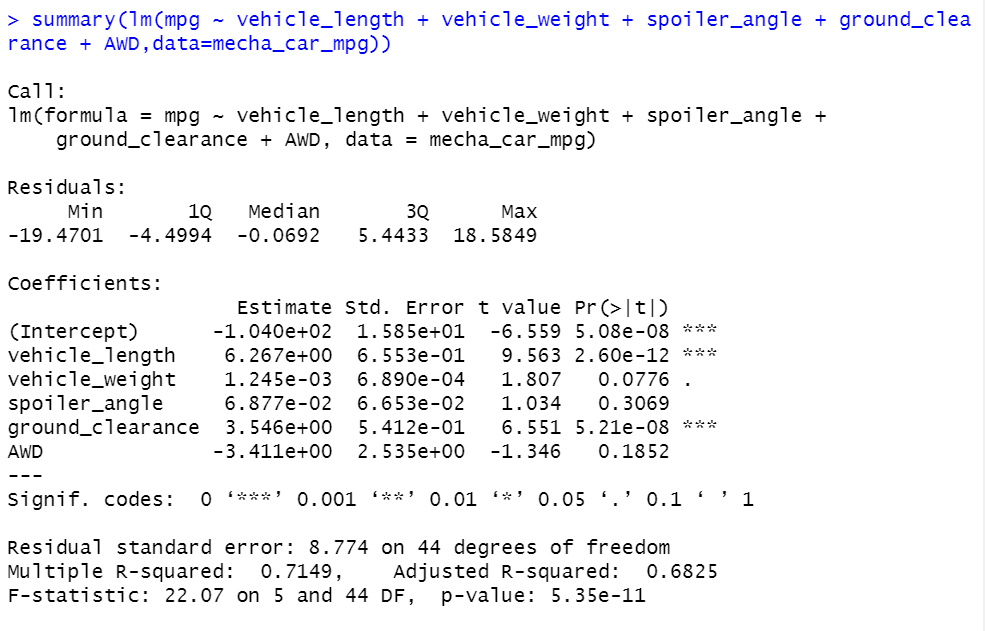 > summary(lm(mpg ~ vehicle_length + vehicle_weight + spoiler_angle + ground_clea
rance + AWD,data=mecha_car_mpg))
Call:
lm(formula = mpg ~ vehicle_length + vehicle_weight + spoiler_angle +
    ground_clearance + AWD, data = mecha_car_mpg)
Residuals:
     Min       1Q   Median       3Q      Max
-19.4701  -4.4994  -0.0692   5.4433  18.5849
Coefficients:
                   Estimate Std. Error t value Pr(>|t|)
(Intercept)      -1.040e+02  1.585e+01  -6.559 5.08e-08 ***
vehicle_length    6.267e+00  6.553e-01   9.563 2.60e-12 ***
vehicle_weight    1.245e-03  6.890e-04   1.807   0.0776 .
spoiler_angle     6.877e-02  6.653e-02   1.034   0.3069
ground_clearance  3.546e+00  5.412e-01   6.551 5.21e-08 ***
AWD              -3.411e+00  2.535e+00  -1.346   0.1852
---
Signif. codes:  0 ‘***’ 0.001 ‘**’ 0.01 ‘*’ 0.05 ‘.’ 0.1 ‘ ’ 1
Residual standard error: 8.774 on 44 degrees of freedom
Multiple R-squared:  0.7149,    Adjusted R-squared:  0.6825
F-statistic: 22.07 on 5 and 44 DF,  p-value: 5.35e-11